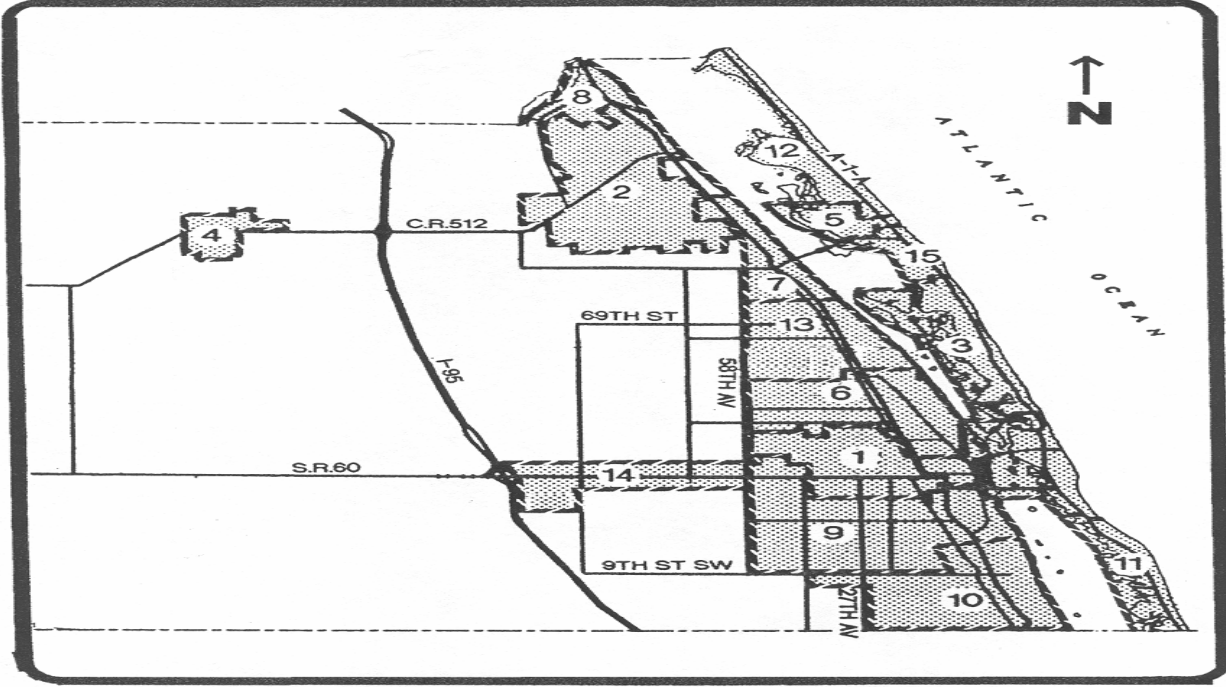 N
ATLANTIC
OCEAN
8
12
A-1-A
2
5
4
C.R.512
15
7
69TH ST
13
3
I-95
58TH AV
6
1
S.R.60
14
9
9TH ST SW
11
27TH AV
10